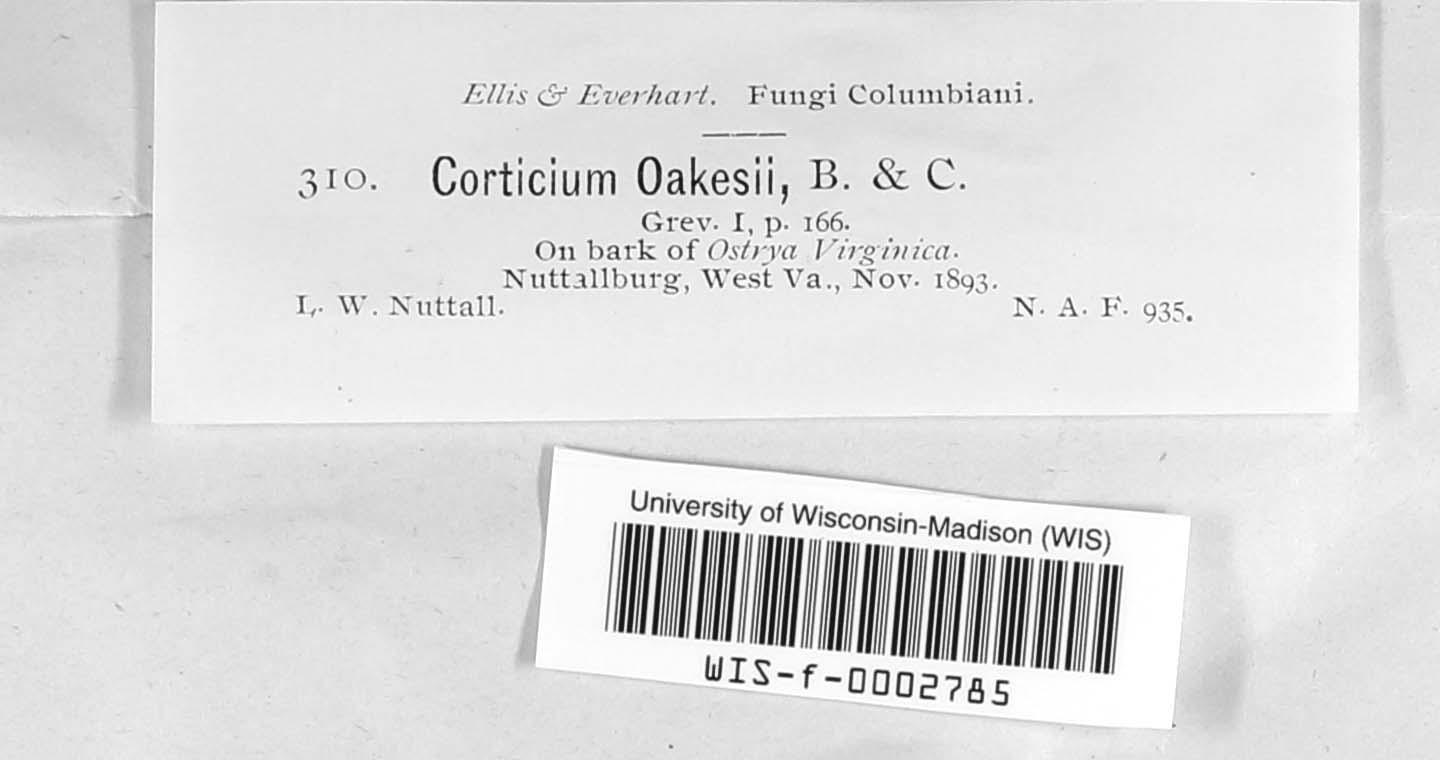 Ellis & Everhart. Fungi Columbiani.
310. Corticium Oakesii, B. & C.
Grev. I, p. 166.
On bark of Ostrya Virginica.
Nuttallburg, West Va., Nov. 1893.
L. W. Nuttall. N. A. F. 935.
University of Wisconsin-Madison (WIS)
WIS-f-0002785